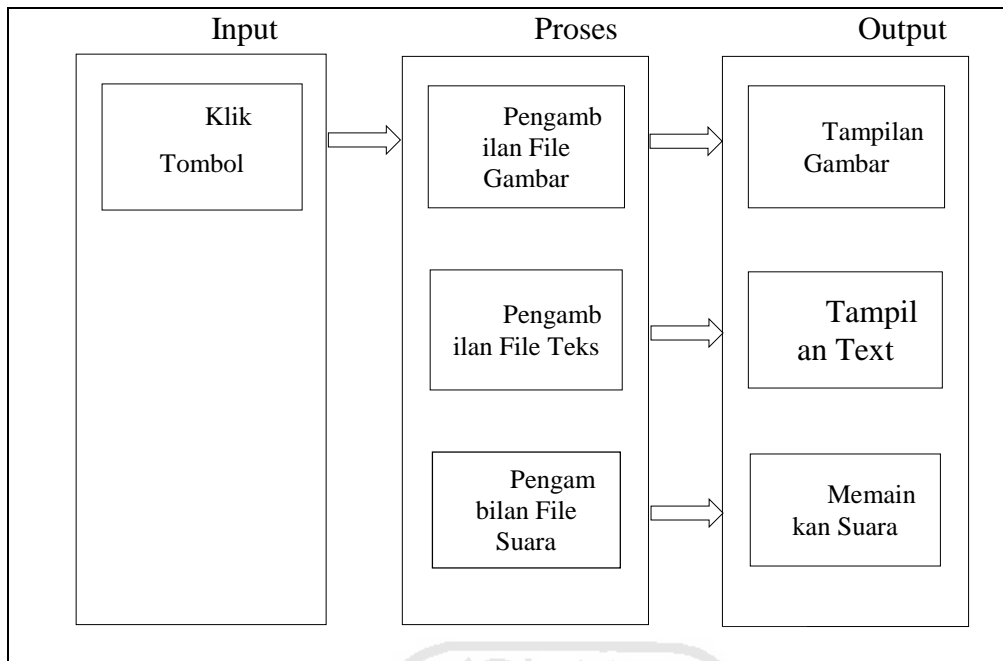 Input
Proses
Output
Klik
Tombol
Pengamb
ilan File
Gambar
Tampilan
Gambar
Pengamb
ilan File Teks
Tampil
an Text
Pengam
bilan File
Suara
Memain
kan Suara